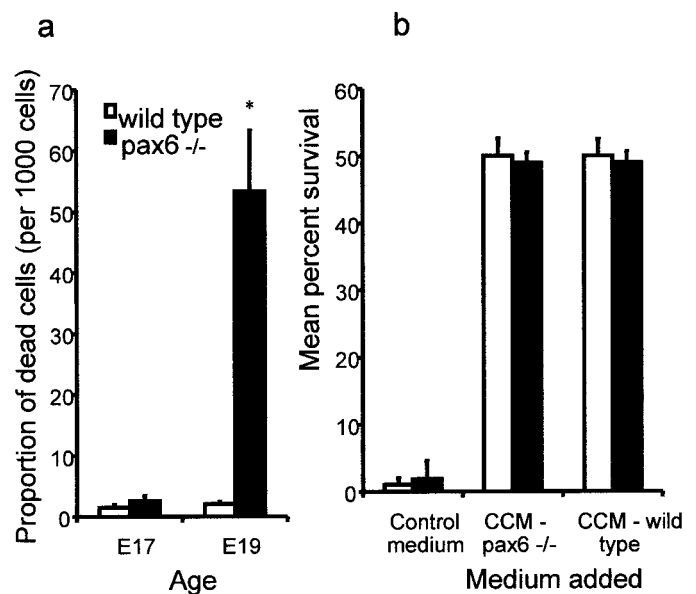 a
Proportion of dead cells (per 1000 cells)
70
60
50
40
30
20
10
0
wild type
pax6 -/-
*
E17
E19
Age
b
Mean percent survival
60
50
40
30
20
10
0
Control
medium
CCM -
pax6 -/-
CCM - wild
type
Medium added